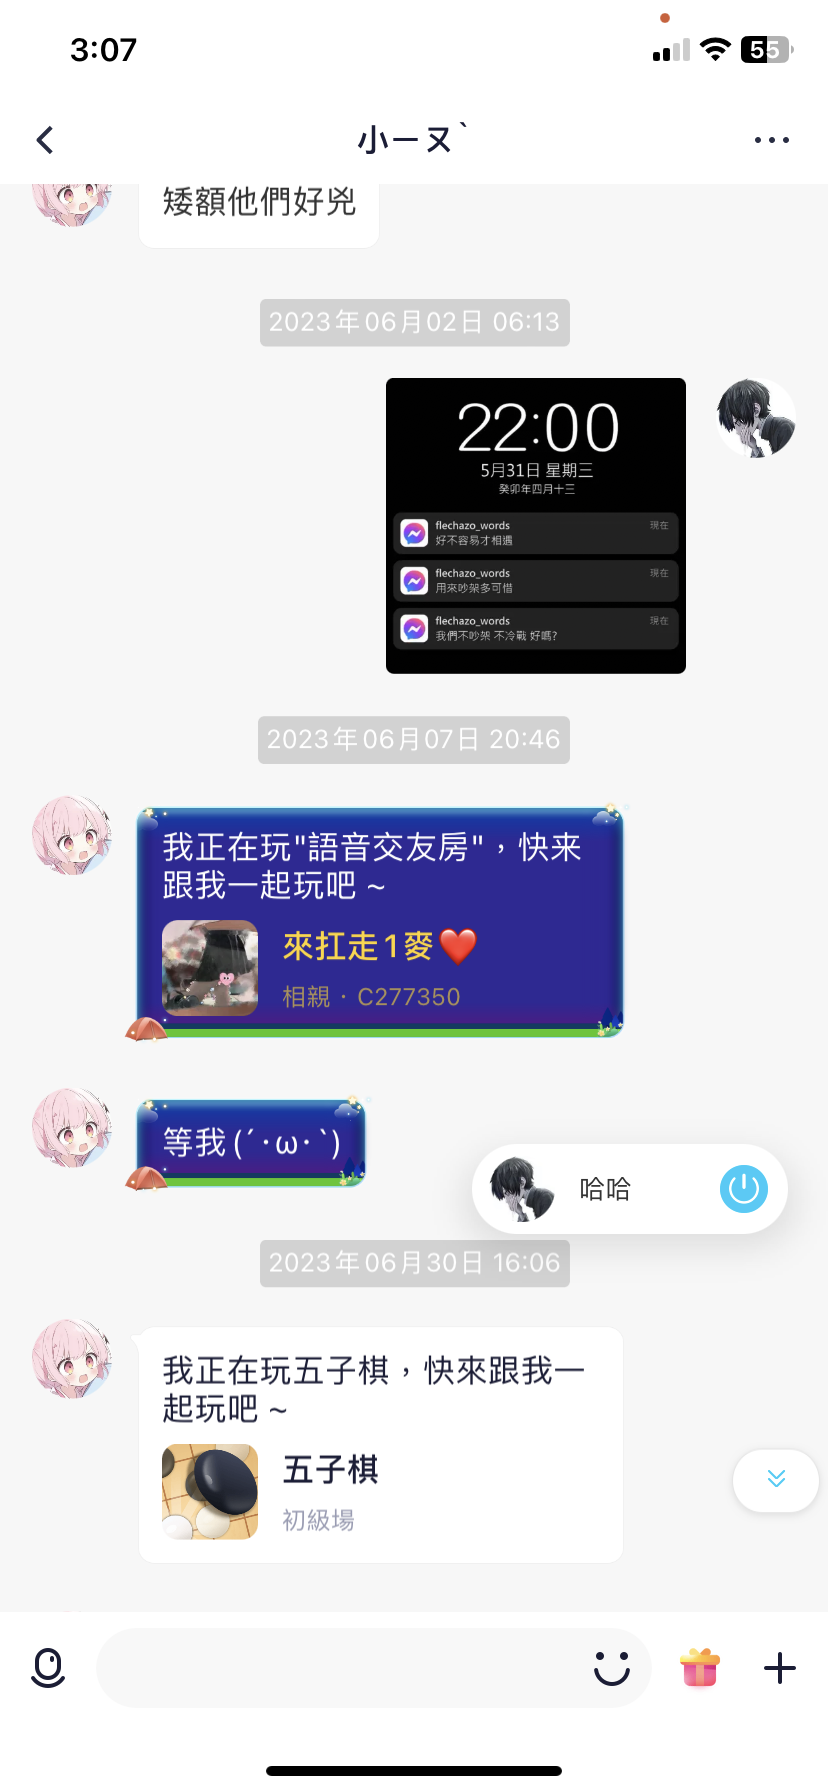 3:07
55
小ㄧㄡˋ
矮額他們好兇
2023年06月02日 06:13
22:00
5月31日 星期三
癸卯年四月十三
flechazo_words
現在
好不容易才相遇
flechazo_words
現在
用來吵架多可惜
flechazo_words
現在
我們不吵架 不冷戰 好嗎?
2023年06月07日 20:46
我正在玩"語音交友房"，快来
跟我一起玩吧 ~
來扛走1麥❤️
相親 · C277350
等我(´·ω·`)
哈哈
2023年06月30日 16:06
我正在玩五子棋，快來跟我一
起玩吧 ~
五子棋
初級場